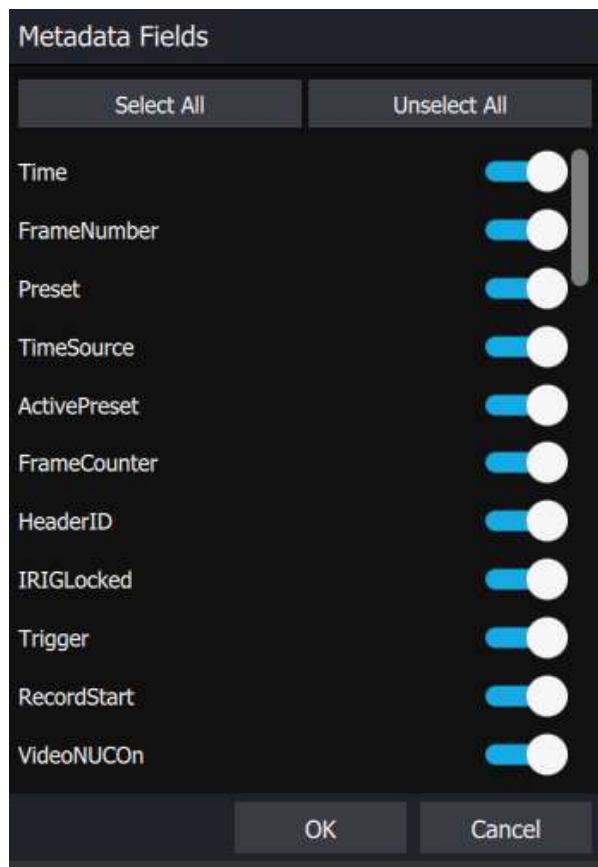 Metadata Fields
Select All Unselect All
Time
FrameNumber
Preset
TimeSource
ActivePreset
FrameCounter
HeaderID
IRIGLocked
Trigger
RecordStart
VideoNUCOn
OK Cancel